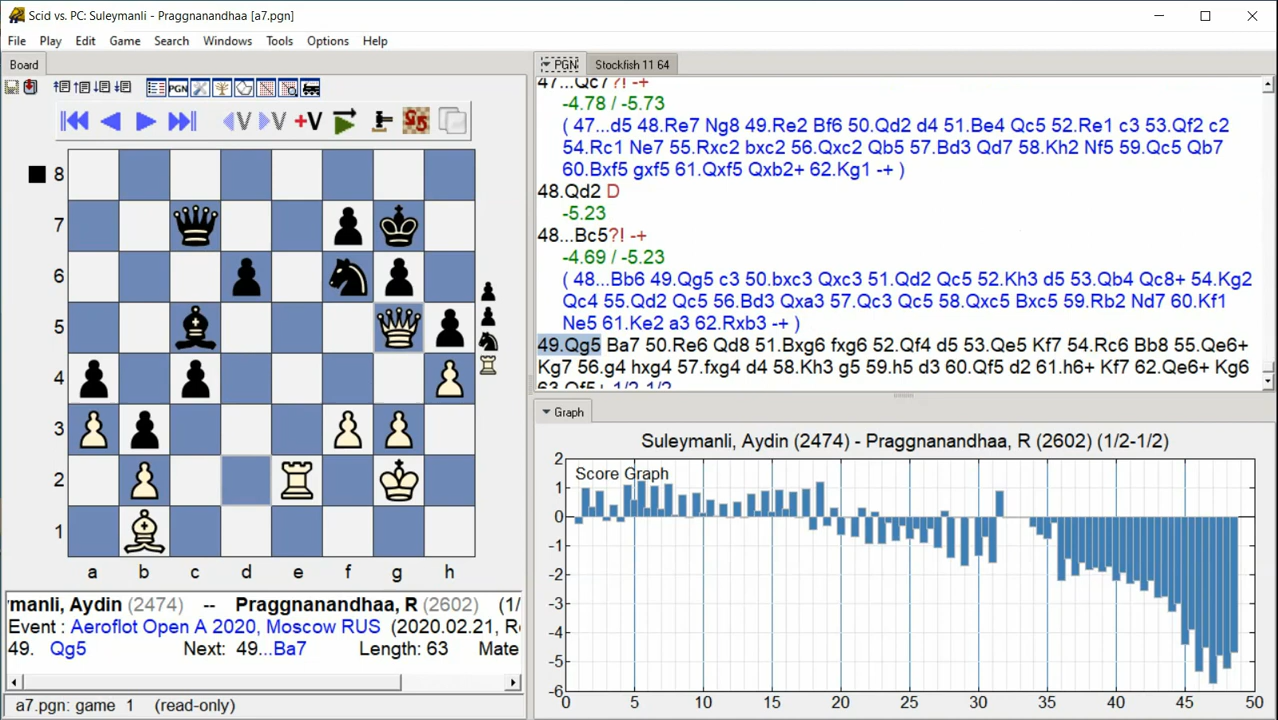 Scid vs. PC: Suleymanli - Praggnanandhaa [a7.pgn]
File Play Edit Game Search Windows Tools Options Help
Board
PGN
V V +V
8
7
6
5
4
3
2
1
a b c d e f g h
manli, Aydin (2474) -- Praggnanandhaa, R (2602) (1/
Event : Aeroflot Open A 2020, Moscow RUS (2020.02.21, R
49. Qg5 Next: 49...Ba7 Length: 63 Mate
a7.pgn: game 1 (read-only)
PGN Stockfish 11 64
47...Qc7?! -+
-4.78 / -5.73
( 47...d5 48.Re7 Ng8 49.Re2 Bf6 50.Qd2 d4 51.Be4 Qc5 52.Re1 c3 53.Qf2 c2
54.Rc1 Ne7 55.Rxc2 bxc2 56.Qxc2 Qb5 57.Bd3 Qd7 58.Kh2 Nf5 59.Qc5 Qb7
60.Bxf5 gxf5 61.Qxf5 Qxb2+ 62.Kg1 -+ )
48.Qd2 D
-5.23
48...Bc5?! -+
-4.69 / -5.23
( 48...Bb6 49.Qg5 c3 50.bxc3 Qxc3 51.Qd2 Qc5 52.Kh3 d5 53.Qb4 Qc8+ 54.Kg2
Qc4 55.Qd2 Qc5 56.Bd3 Qxa3 57.Qc3 Qc5 58.Qxc5 Bxc5 59.Rb2 Nd7 60.Kf1
Ne5 61.Ke2 a3 62.Rxb3 -+ )
49.Qg5 Ba7 50.Re6 Qd8 51.Bxg6 fxg6 52.Qf4 d5 53.Qe5 Kf7 54.Rc6 Bb8 55.Qe6+
Kg7 56.g4 hxg4 57.fxg4 d4 58.Kh3 g5 59.h5 d3 60.Qf5 d2 61.h6+ Kf7 62.Qe6+ Kg6
63.Qf5+ 1/2-1/2
Graph
Suleymanli, Aydin (2474) - Praggnanandhaa, R (2602) (1/2-1/2)
Score Graph
2
1
0
-1
-2
-3
-4
-5
-6
0 5 10 15 20 25 30 35 40 45 50